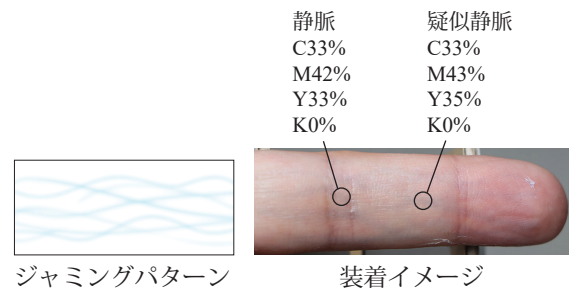 静脈
C33%
M42%
Y33%
K0%
疑似静脈
C33%
M43%
Y35%
K0%
ジャミングパターン
装着イメージ